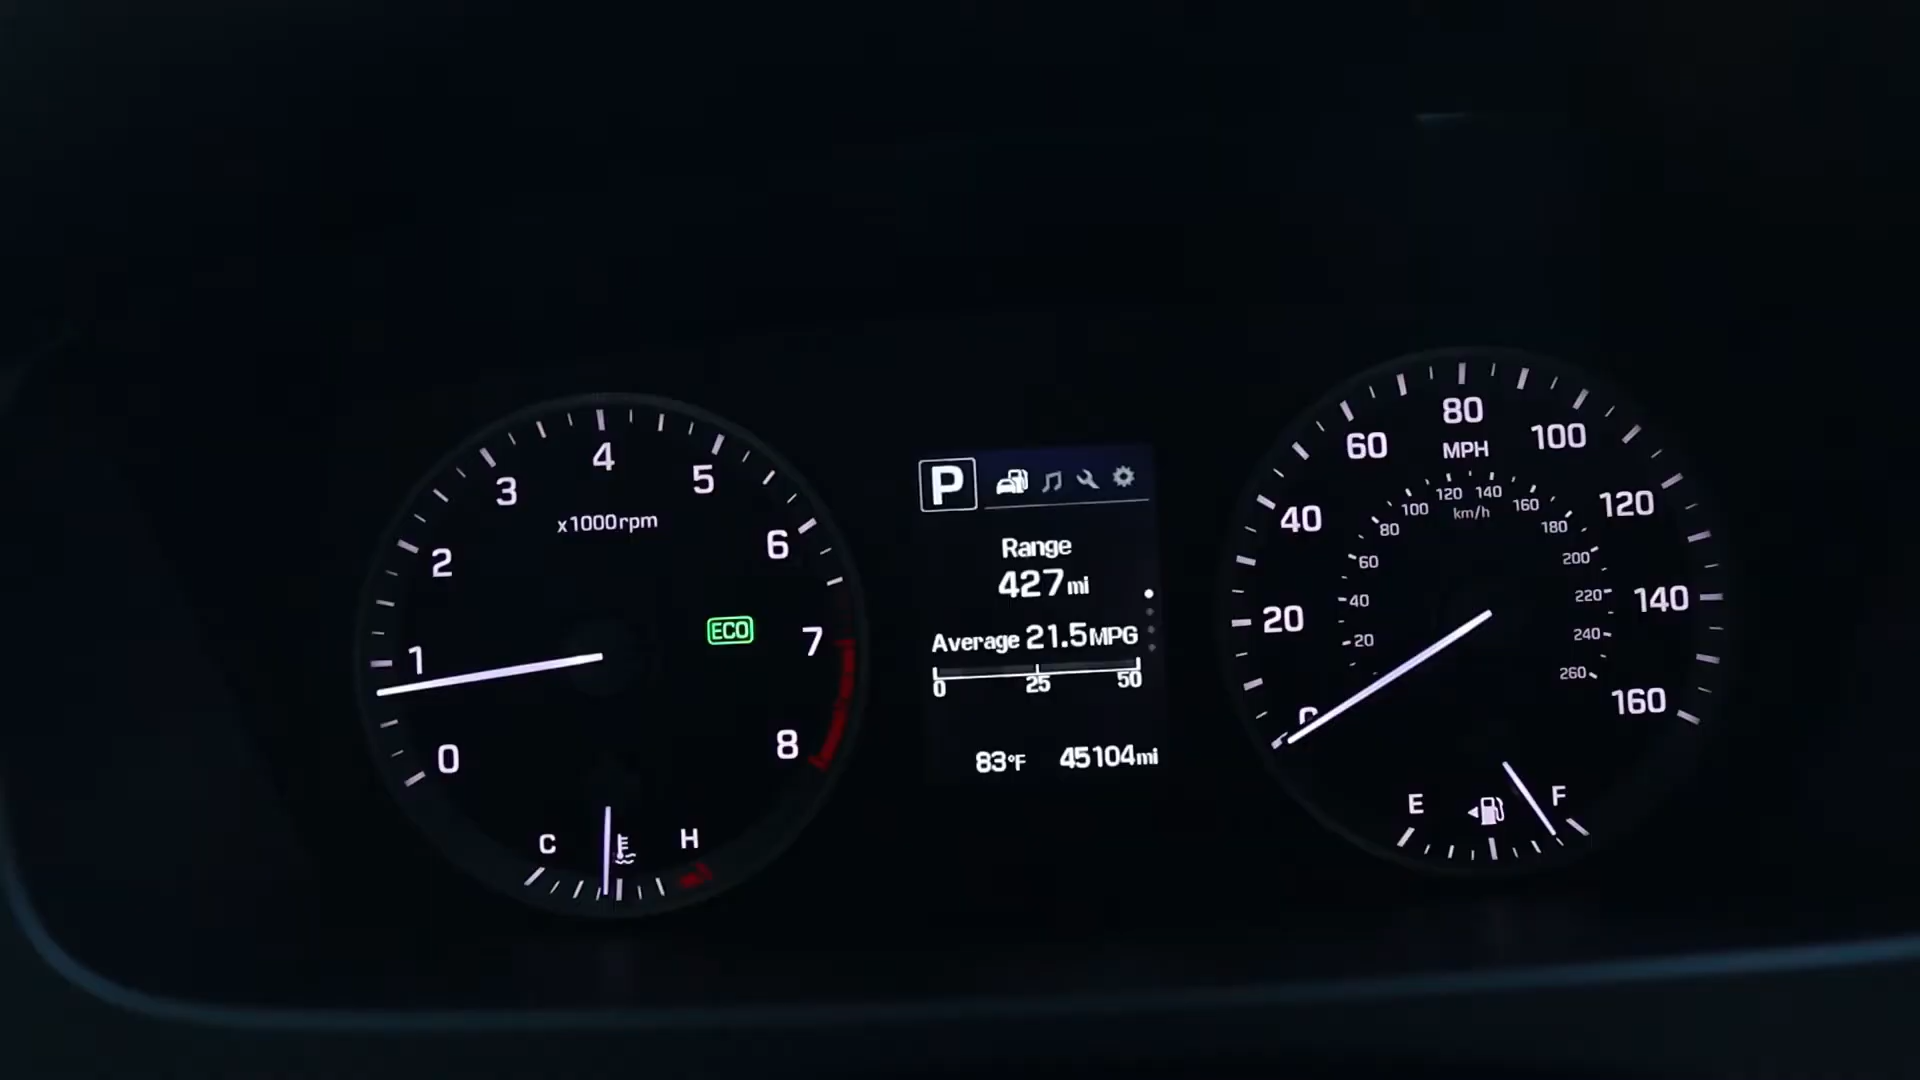 0
1
2
3
4
5
6
7
8
x1000rpm
ECO
C
H
P
Range
427mi
Average 21.5MPG
0 25 50
83°F 45104mi
20
40
60
80
100
120
140
160
MPH
20
40
60
80
100
120
140
160
180
200
220
240
260
km/h
E
F